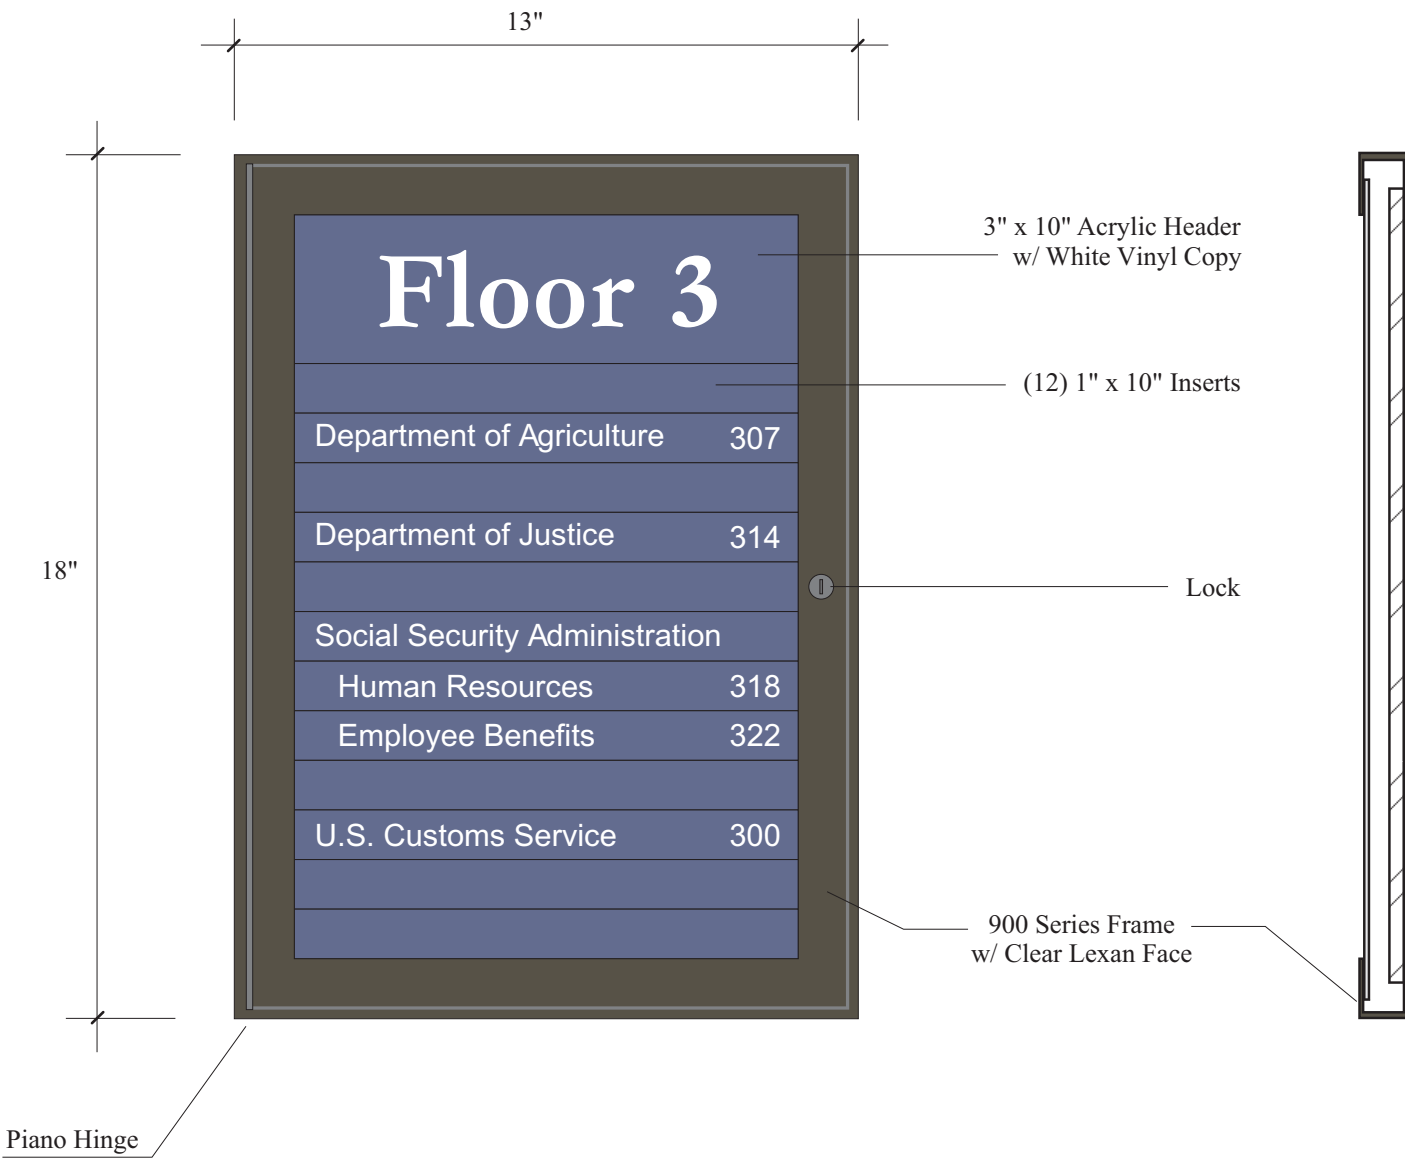 13"
18"
Floor 3
Department of Agriculture 307
Department of Justice 314
Social Security Administration
Human Resources 318
Employee Benefits 322
U.S. Customs Service 300
3" x 10" Acrylic Header
w/ White Vinyl Copy
(12) 1" x 10" Inserts
Lock
900 Series Frame
w/ Clear Lexan Face
Piano Hinge